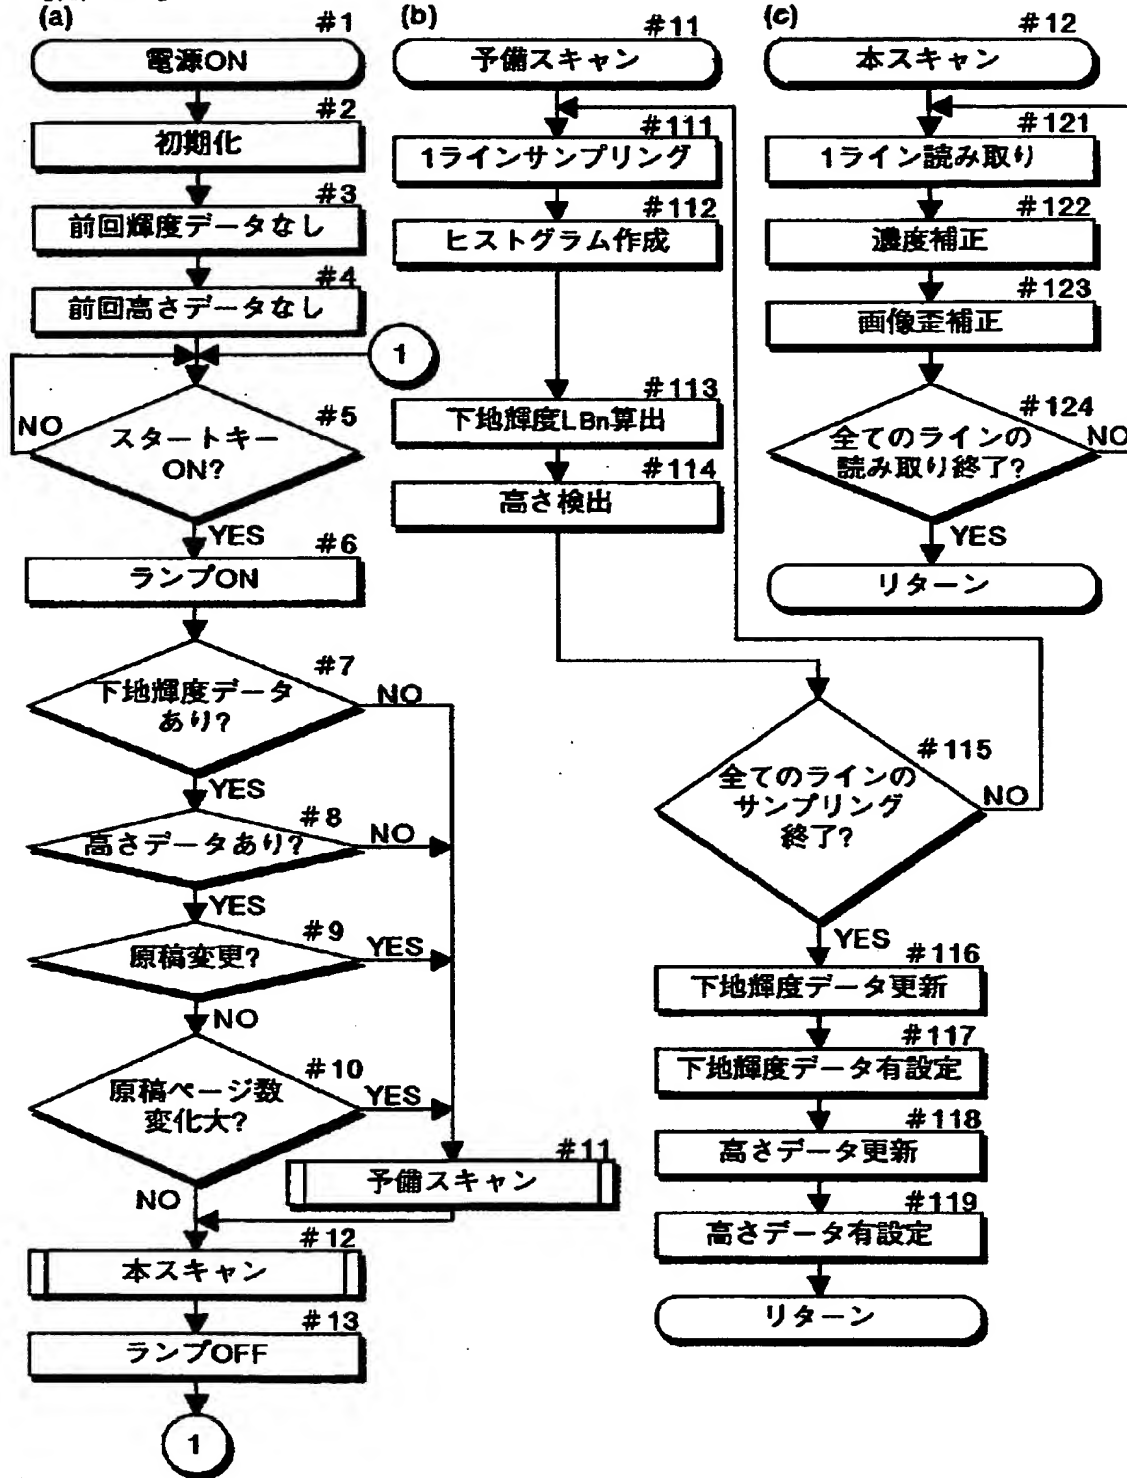 (a)
#1
電源ON
#2
初期化
#3
前回輝度データなし
#4
前回高さデータなし
1
#5
スタートキー
ON?
NO
YES
#6
ランプON
#7
下地輝度データ
あり?
NO
YES
#8
高さデータあり?
NO
YES
#9
原稿変更?
YES
NO
#10
原稿ページ数
変化大?
YES
NO
#11
予備スキャン
#12
本スキャン
#13
ランプOFF
1
(b)
#11
予備スキャン
#111
1ラインサンプリング
#112
ヒストグラム作成
#113
下地輝度LBn算出
#114
高さ検出
#115
全てのラインの
サンプリング
終了?
NO
YES
#116
下地輝度データ更新
#117
下地輝度データ有設定
#118
高さデータ更新
#119
高さデータ有設定
リターン
(c)
#12
本スキャン
#121
1ライン読み取り
#122
濃度補正
#123
画像歪補正
#124
全てのラインの
読み取り終了?
NO
YES
リターン